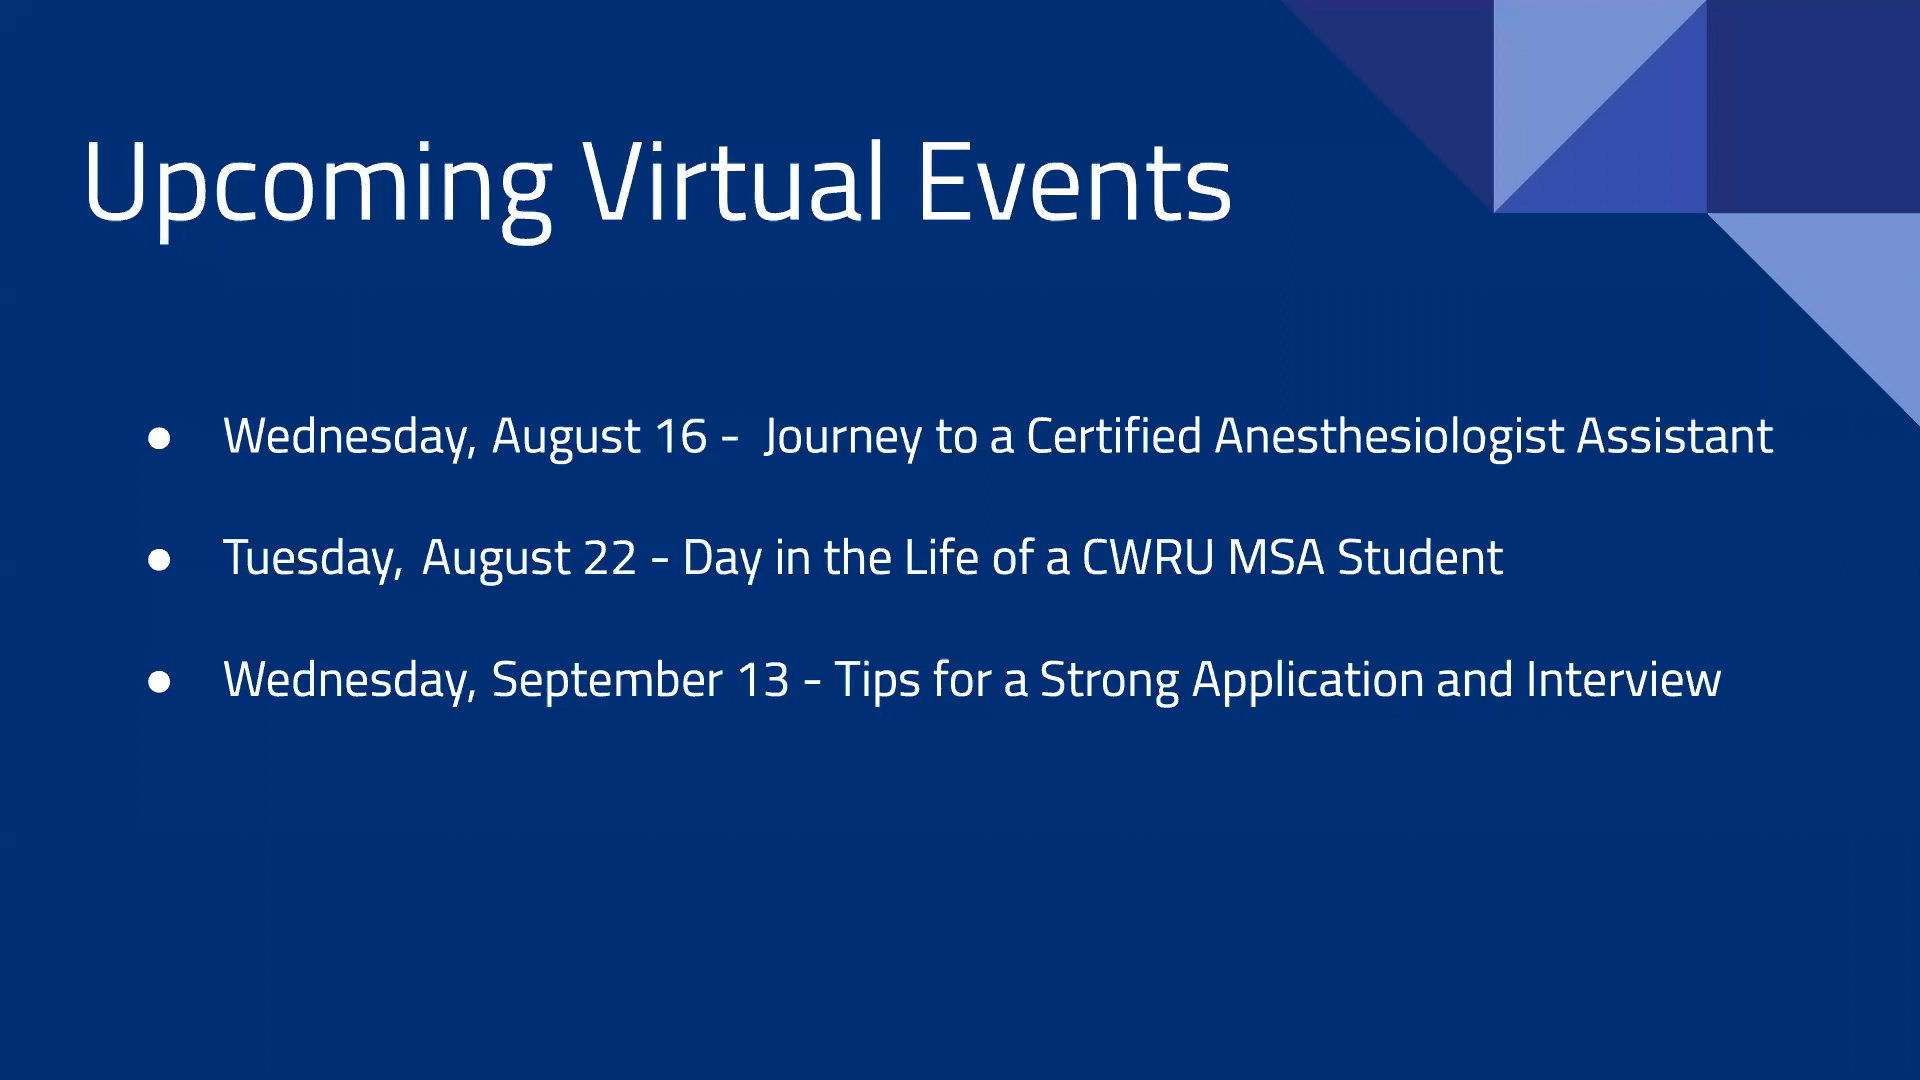 Upcoming Virtual Events
● Wednesday, August 16 - Journey to a Certified Anesthesiologist Assistant
● Tuesday, August 22 - Day in the Life of a CWRU MSA Student
● Wednesday, September 13 - Tips for a Strong Application and Interview